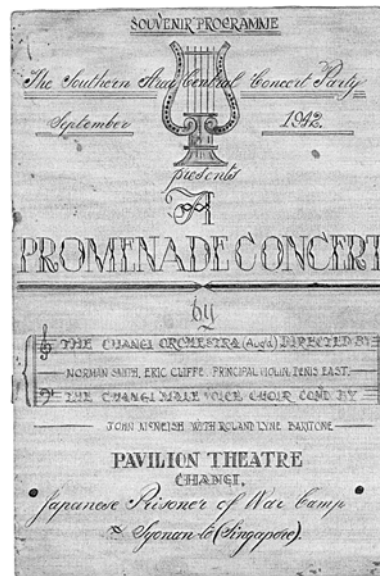 SOUVENIR PROGRAMME
The Southern Area Central Concert Party
September 1942.
presents
A
PROMENADE CONCERT
by
THE CHANGI ORCHESTRA (Aug'd) DIRECTED BY
NORMAN SMITH, ERIC CLIFFE. PRINCIPAL VIOLIN, DENIS EAST.
THE CHANGI MALE VOICE CHOIR COND. BY
JOHN McNEISH WITH ROLAND LYNE BARITONE
PAVILION THEATRE
CHANGI,
Japanese Prisoner of War Camp
Syonan-to (Singapore).